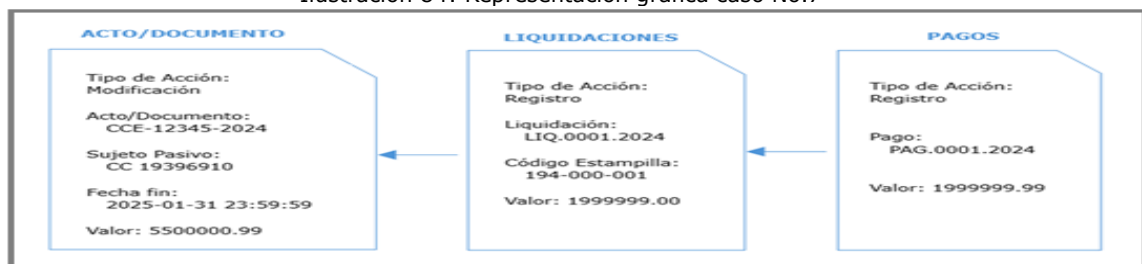 ACTO/DOCUMENTO
Tipo de Acción:
Modificación
Acto/Documento:
CCE-12345-2024
Sujeto Pasivo:
CC 19396910
Fecha fin:
2025-01-31 23:59:59
Valor: 5500000.99
LIQUIDACIONES
Tipo de Acción:
Registro
Liquidación:
LIQ.0001.2024
Código Estampilla:
194-000-001
Valor: 1999999.00
PAGOS
Tipo de Acción:
Registro
Pago:
PAG.0001.2024
Valor: 1999999.99